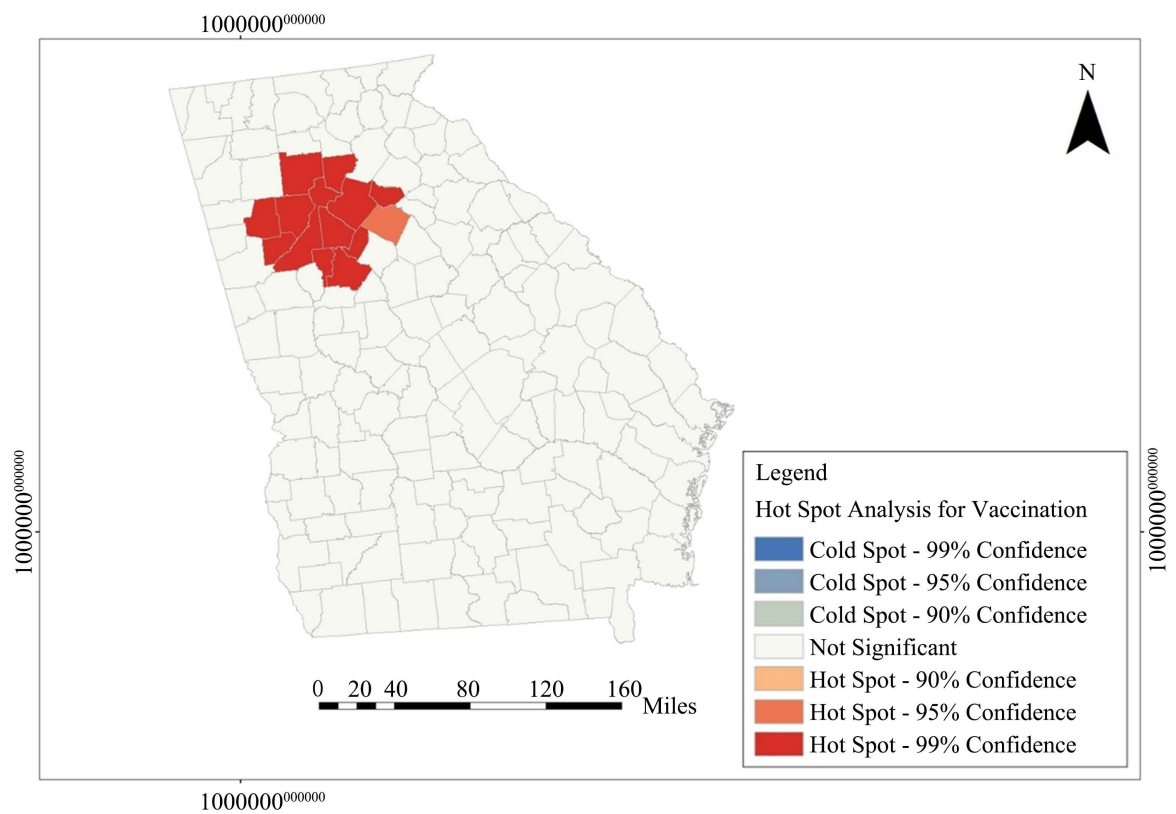 1000000000000
N
1000000000000
1000000000000
Legend
Hot Spot Analysis for Vaccination
Cold Spot - 99% Confidence
Cold Spot - 95% Confidence
Cold Spot - 90% Confidence
Not Significant
Hot Spot - 90% Confidence
Hot Spot - 95% Confidence
Hot Spot - 99% Confidence
0 20 40 80 120 160 Miles
1000000000000